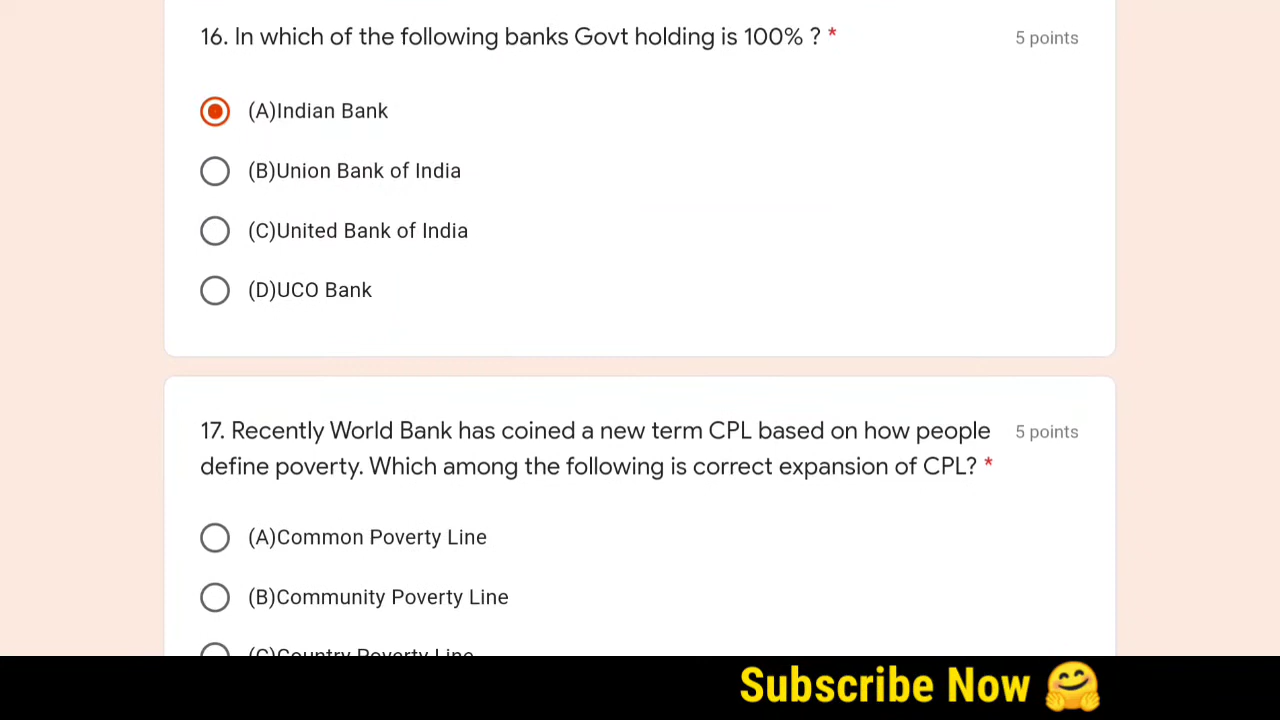 16. In which of the following banks Govt holding is 100% ? *
5 points
(A)Indian Bank
(B)Union Bank of India
(C)United Bank of India
(D)UCO Bank
17. Recently World Bank has coined a new term CPL based on how people
5 points
define poverty. Which among the following is correct expansion of CPL? *
(A)Common Poverty Line
(B)Community Poverty Line
(C)Country Poverty Line
Subscribe Now 🤗